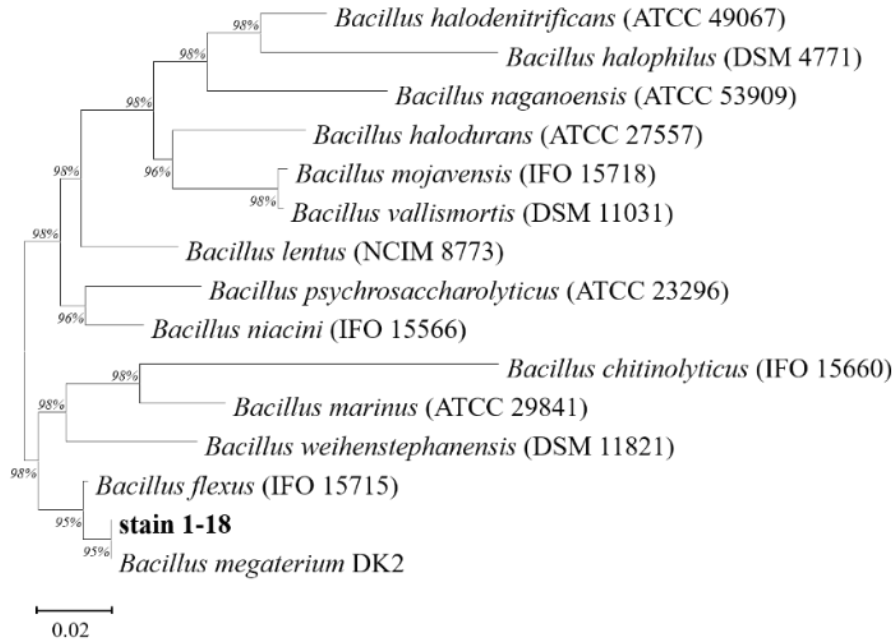 98% Bacillus halodenitrificans (ATCC 49067)
98% Bacillus halophilus (DSM 4771)
98% Bacillus naganoensis (ATCC 53909)
Bacillus halodurans (ATCC 27557)
98% 96% Bacillus mojavensis (IFO 15718)
98% Bacillus vallismortis (DSM 11031)
98% Bacillus lentus (NCIM 8773)
Bacillus psychrosaccharolyticus (ATCC 23296)
96% Bacillus niacini (IFO 15566)
98% Bacillus chitinolyticus (IFO 15660)
98% Bacillus marinus (ATCC 29841)
Bacillus weihenstephanensis (DSM 11821)
98% Bacillus flexus (IFO 15715)
95% stain 1-18
95% Bacillus megaterium DK2
0.02